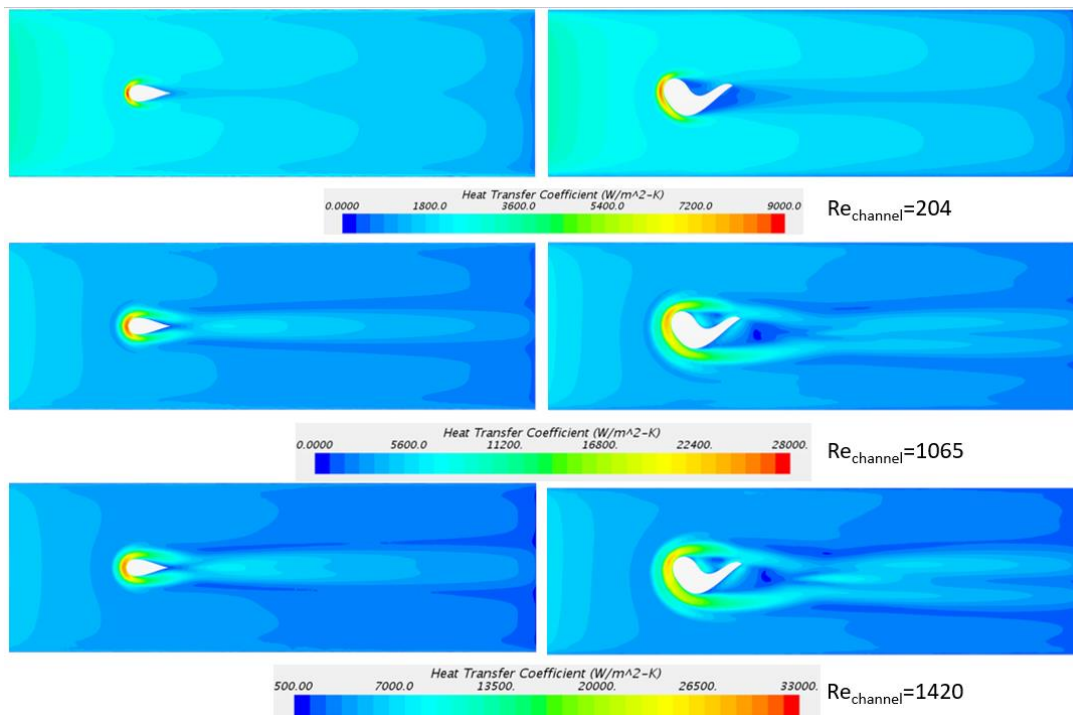 Heat Transfer Coefficient (W/m^2-K)
0.0000 1800.0 3600.0 5400.0 7200.0 9000.0
Re_channel=204
Heat Transfer Coefficient (W/m^2-K)
0.0000 5600.0 11200. 16800. 22400. 28000.
Re_channel=1065
Heat Transfer Coefficient (W/m^2-K)
500.00 7000.0 13500. 20000. 26500. 33000.
Re_channel=1420